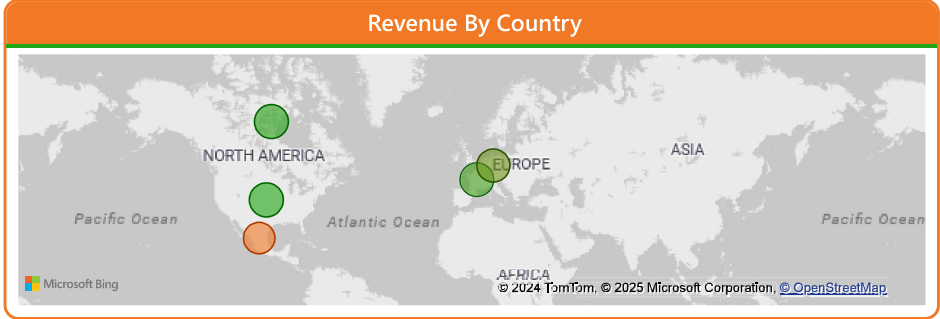 Revenue By Country
NORTH AMERICA
EUROPE
ASIA
Pacific Ocean
Atlantic Ocean
Pacific Ocean
AFRICA
Microsoft Bing
© 2024 TomTom, © 2025 Microsoft Corporation, © OpenStreetMap